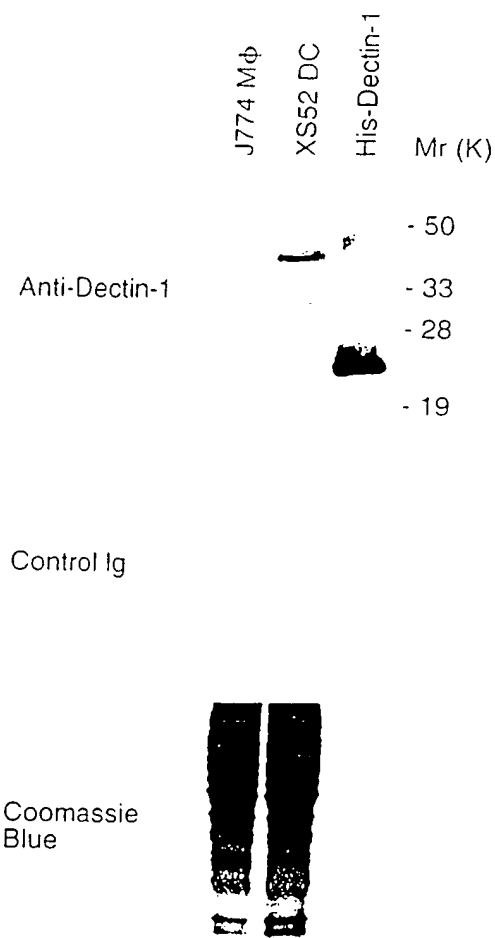 J774 Mϕ
XS52 DC
His-Dectin-1
Mr (K)
- 50
Anti-Dectin-1
- 33
- 28
- 19
Control Ig
Coomassie
Blue